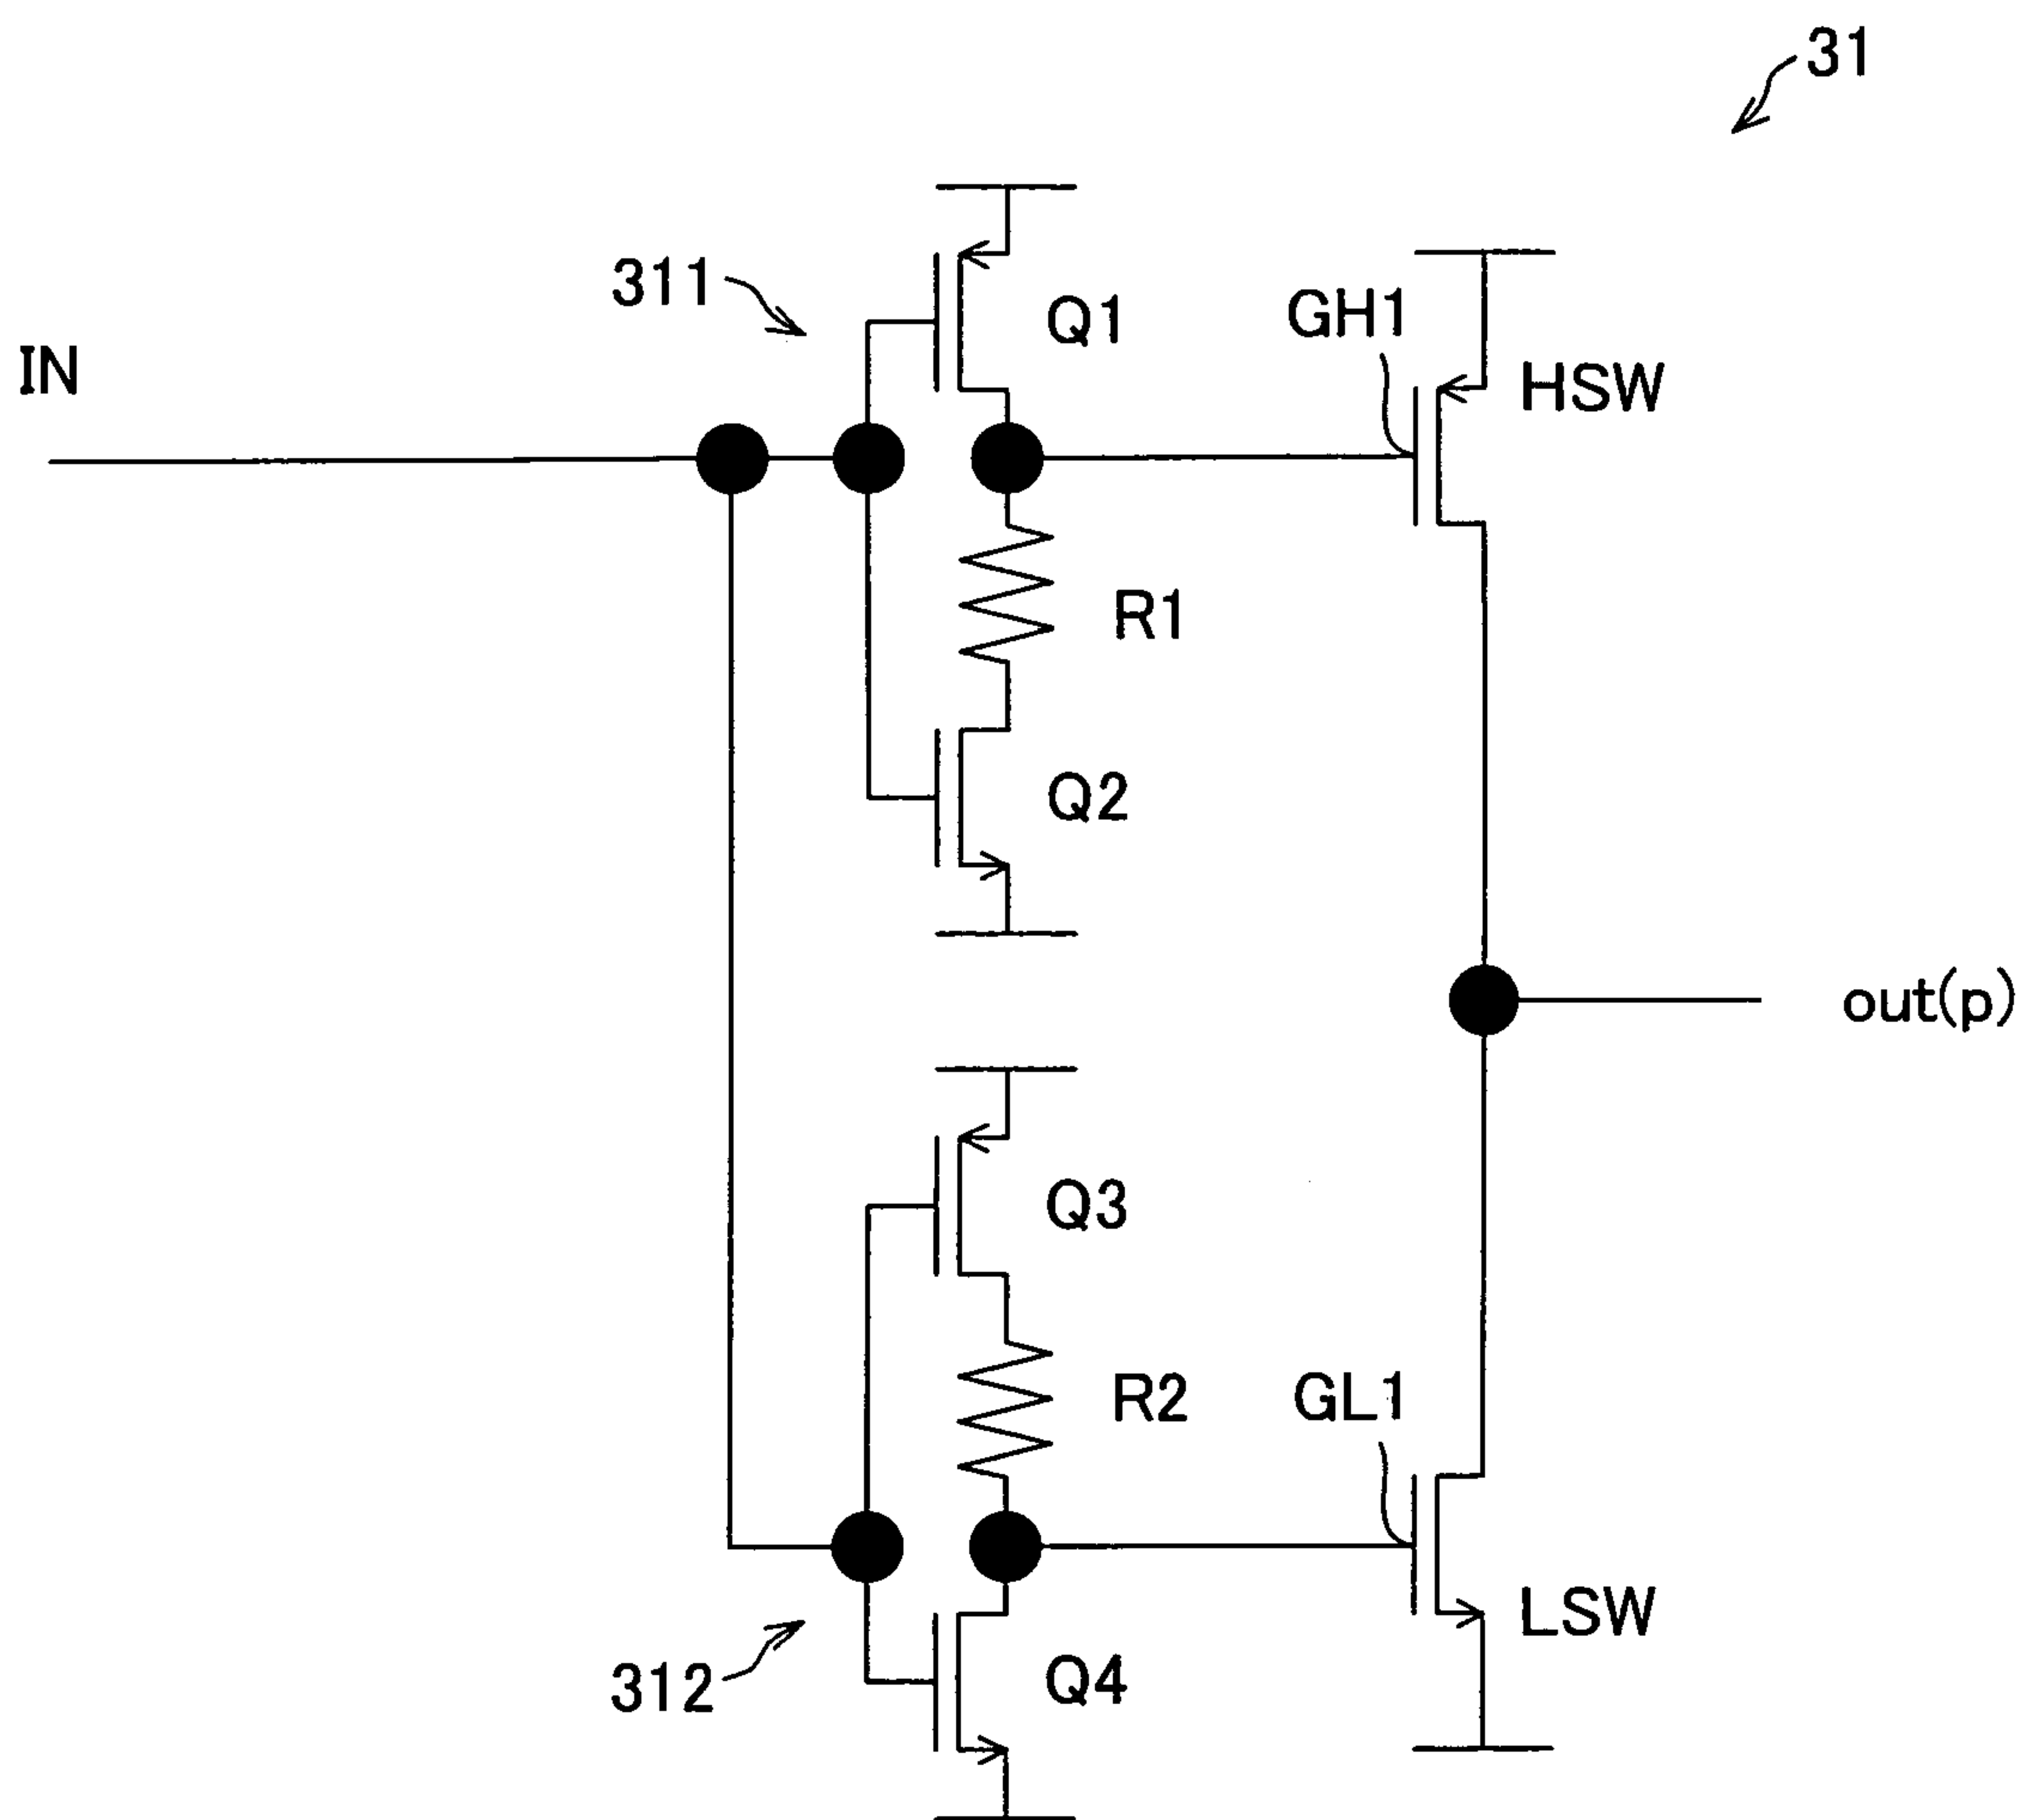 31
311
Q1
GH1
IN
HSW
R1
Q2
out(p)
Q3
R2
GL1
LSW
312
Q4